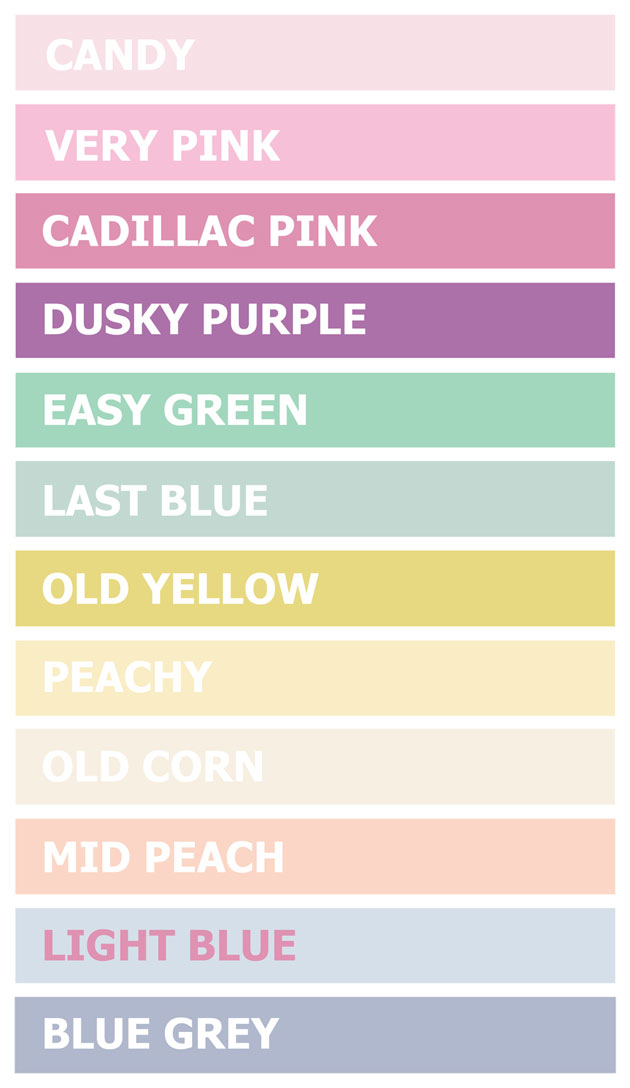 CANDY
VERY PINK
CADILLAC PINK
DUSKY PURPLE
EASY GREEN
LAST BLUE
OLD YELLOW
PEACHY
OLD CORN
MID PEACH
LIGHT BLUE
BLUE GREY